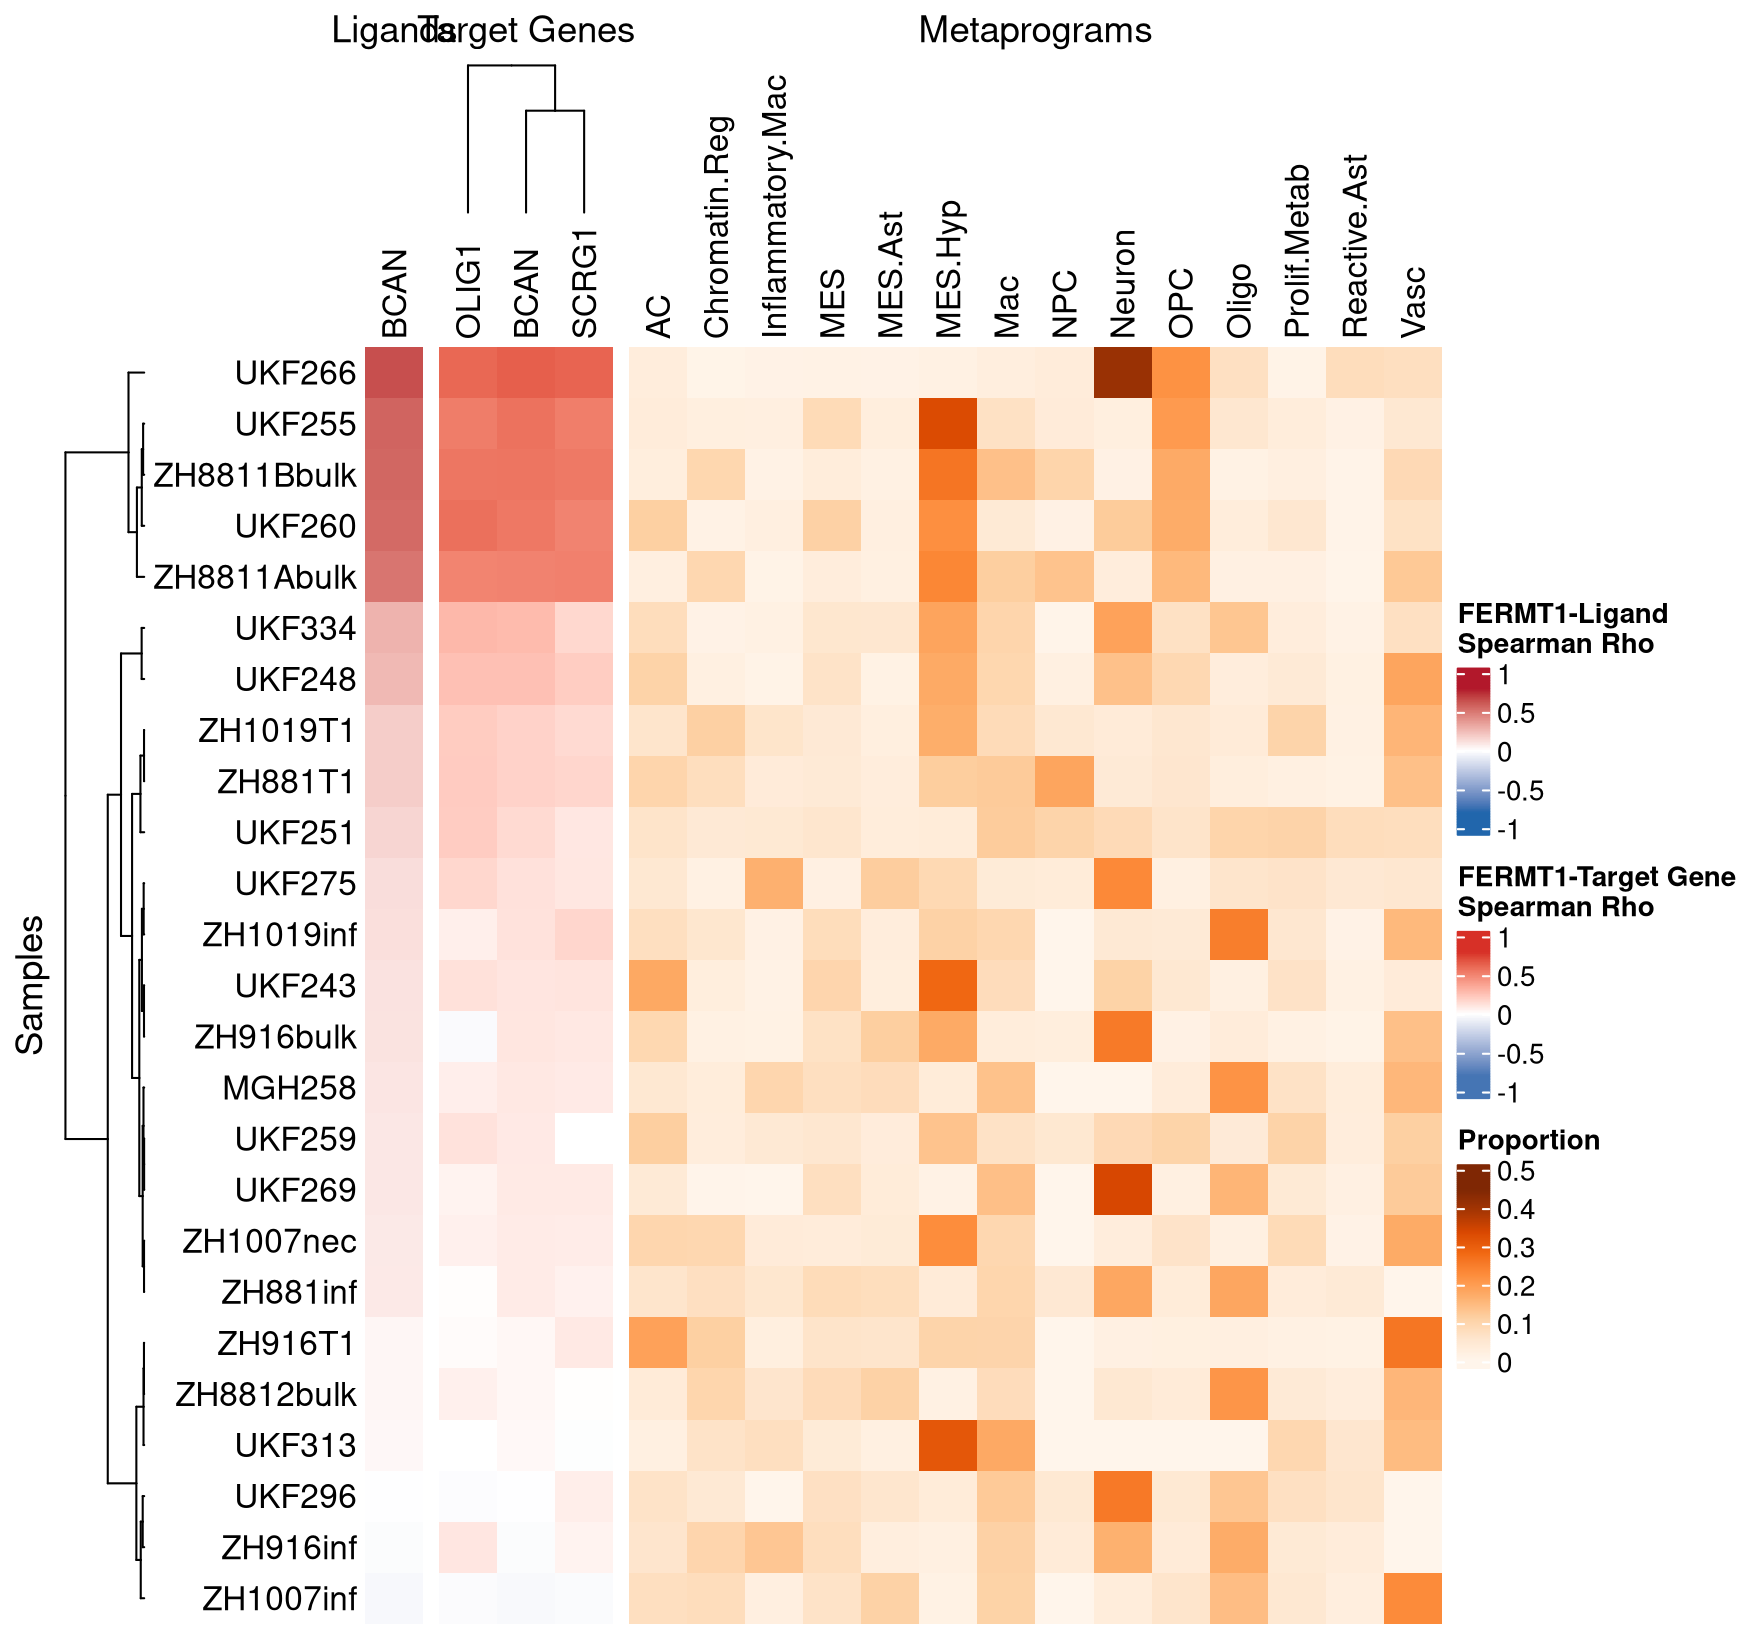 Ligands
Target Genes
Metaprograms
BCAN
OLIG1
BCAN
SCRG1
AC
Chromatin.Reg
Inflammatory.Mac
MES
MES.Ast
MES.Hyp
Mac
NPC
Neuron
OPC
Oligo
Prolif.Metab
Reactive.Ast
Vasc
Samples
UKF266
UKF255
ZH8811Bbulk
UKF260
ZH8811Abulk
UKF334
UKF248
ZH1019T1
ZH881T1
UKF251
UKF275
ZH1019inf
UKF243
ZH916bulk
MGH258
UKF259
UKF269
ZH1007nec
ZH881inf
ZH916T1
ZH8812bulk
UKF313
UKF296
ZH916inf
ZH1007inf
FERMT1-Ligand
Spearman Rho
1
0.5
0
-0.5
-1
FERMT1-Target Gene
Spearman Rho
1
0.5
0
-0.5
-1
Proportion
0.5
0.4
0.3
0.2
0.1
0